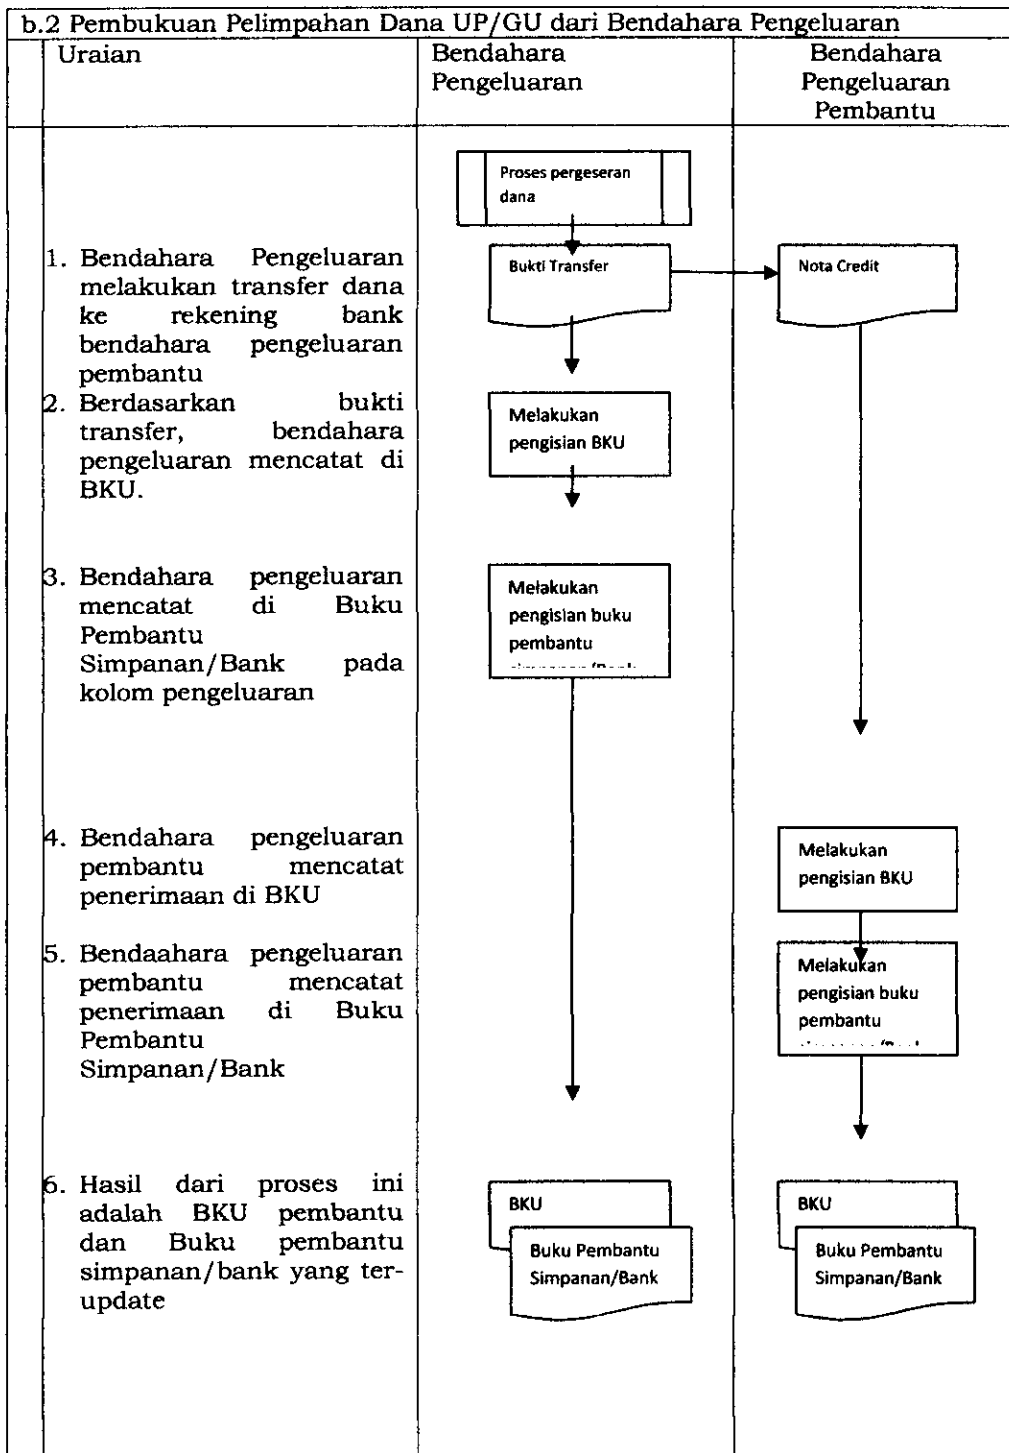 b.2 Pembukuan Pelimpahan Dana UP/GU dari Bendahara Pengeluaran
Uraian
Bendahara
Pengeluaran
Bendahara
Pengeluaran
Pembantu
Proses pergeseran
dana
1. Bendahara Pengeluaran
melakukan transfer dana
ke rekening bank
bendahara pengeluaran
pembantu
Bukti Transfer
Nota Credit
2. Berdasarkan bukti
transfer, bendahara
pengeluaran mencatat di
BKU.
Melakukan
pengisian BKU
3. Bendahara pengeluaran
mencatat di Buku
Pembantu
Simpanan/Bank pada
kolom pengeluaran
Melakukan
pengisian buku
pembantu
4. Bendahara pengeluaran
pembantu mencatat
penerimaan di BKU
Melakukan
pengisian BKU
5. Bendaahara pengeluaran
pembantu mencatat
penerimaan di Buku
Pembantu
Simpanan/Bank
Melakukan
pengisian buku
pembantu
6. Hasil dari proses ini
adalah BKU pembantu
dan Buku pembantu
simpanan/bank yang ter-
update
BKU
Buku Pembantu
Simpanan/Bank
BKU
Buku Pembantu
Simpanan/Bank